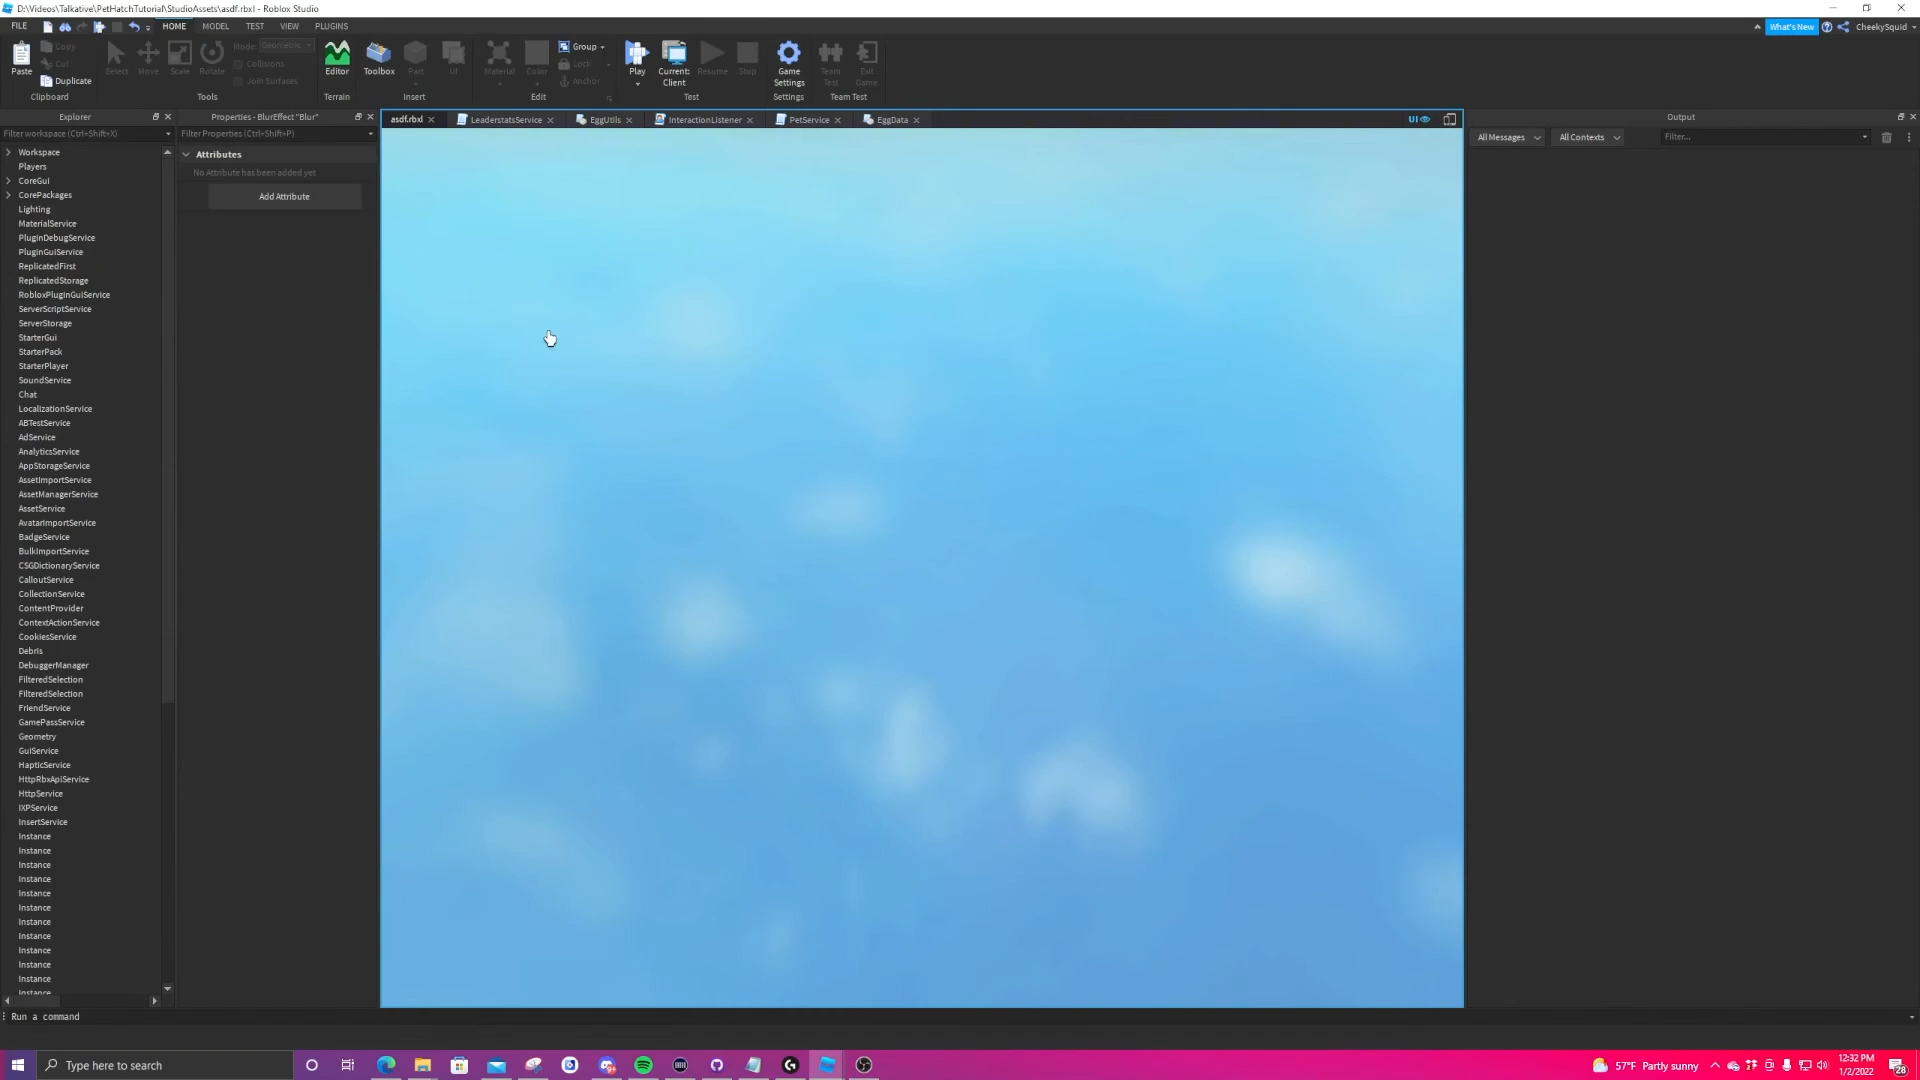 D:\Videos\Talkative\PetHatchTutorial\StudioAssets\asdf.rbxl - Roblox Studio
FILE HOME MODEL TEST VIEW PLUGINS What's New CheekySquid
Paste Copy Cut Duplicate Select Move Scale Rotate Mode: Geometric Collisions Join Surfaces Editor Toolbox Part UI Material Color Group Lock Anchor Play Current: Client Resume Stop Game Settings Team Test Exit Game
Clipboard Tools Terrain Insert Edit Test Settings Team Test
Explorer Properties - BlurEffect "Blur" asdf.rbxl LeaderstatsService EggUtils InteractionListener PetService EggData UI Output
Filter workspace (Ctrl+Shift+X) Filter Properties (Ctrl+Shift+P) All Messages All Contexts Filter...
Attributes
No Attribute has been added yet
Add Attribute
Workspace
Players
CoreGui
CorePackages
Lighting
MaterialService
PluginDebugService
PluginGuiService
ReplicatedFirst
ReplicatedStorage
RobloxPluginGuiService
ServerScriptService
ServerStorage
StarterGui
StarterPack
StarterPlayer
SoundService
Chat
LocalizationService
ABTestService
AdService
AnalyticsService
AppStorageService
AssetImportService
AssetManagerService
AssetService
AvatarImportService
BadgeService
BulkImportService
CSGDictionaryService
CalloutService
CollectionService
ContentProvider
ContextActionService
CookiesService
Debris
DebuggerManager
FilteredSelection
FilteredSelection
FriendService
GamePassService
Geometry
GuiService
HapticService
HttpRbxApiService
HttpService
IXPService
InsertService
Instance
Instance
Instance
Instance
Instance
Instance
Instance
Instance
Instance
Instance
Instance
Instance
Run a command
Type here to search 57°F Partly sunny 12:32 PM
1/2/2022 28